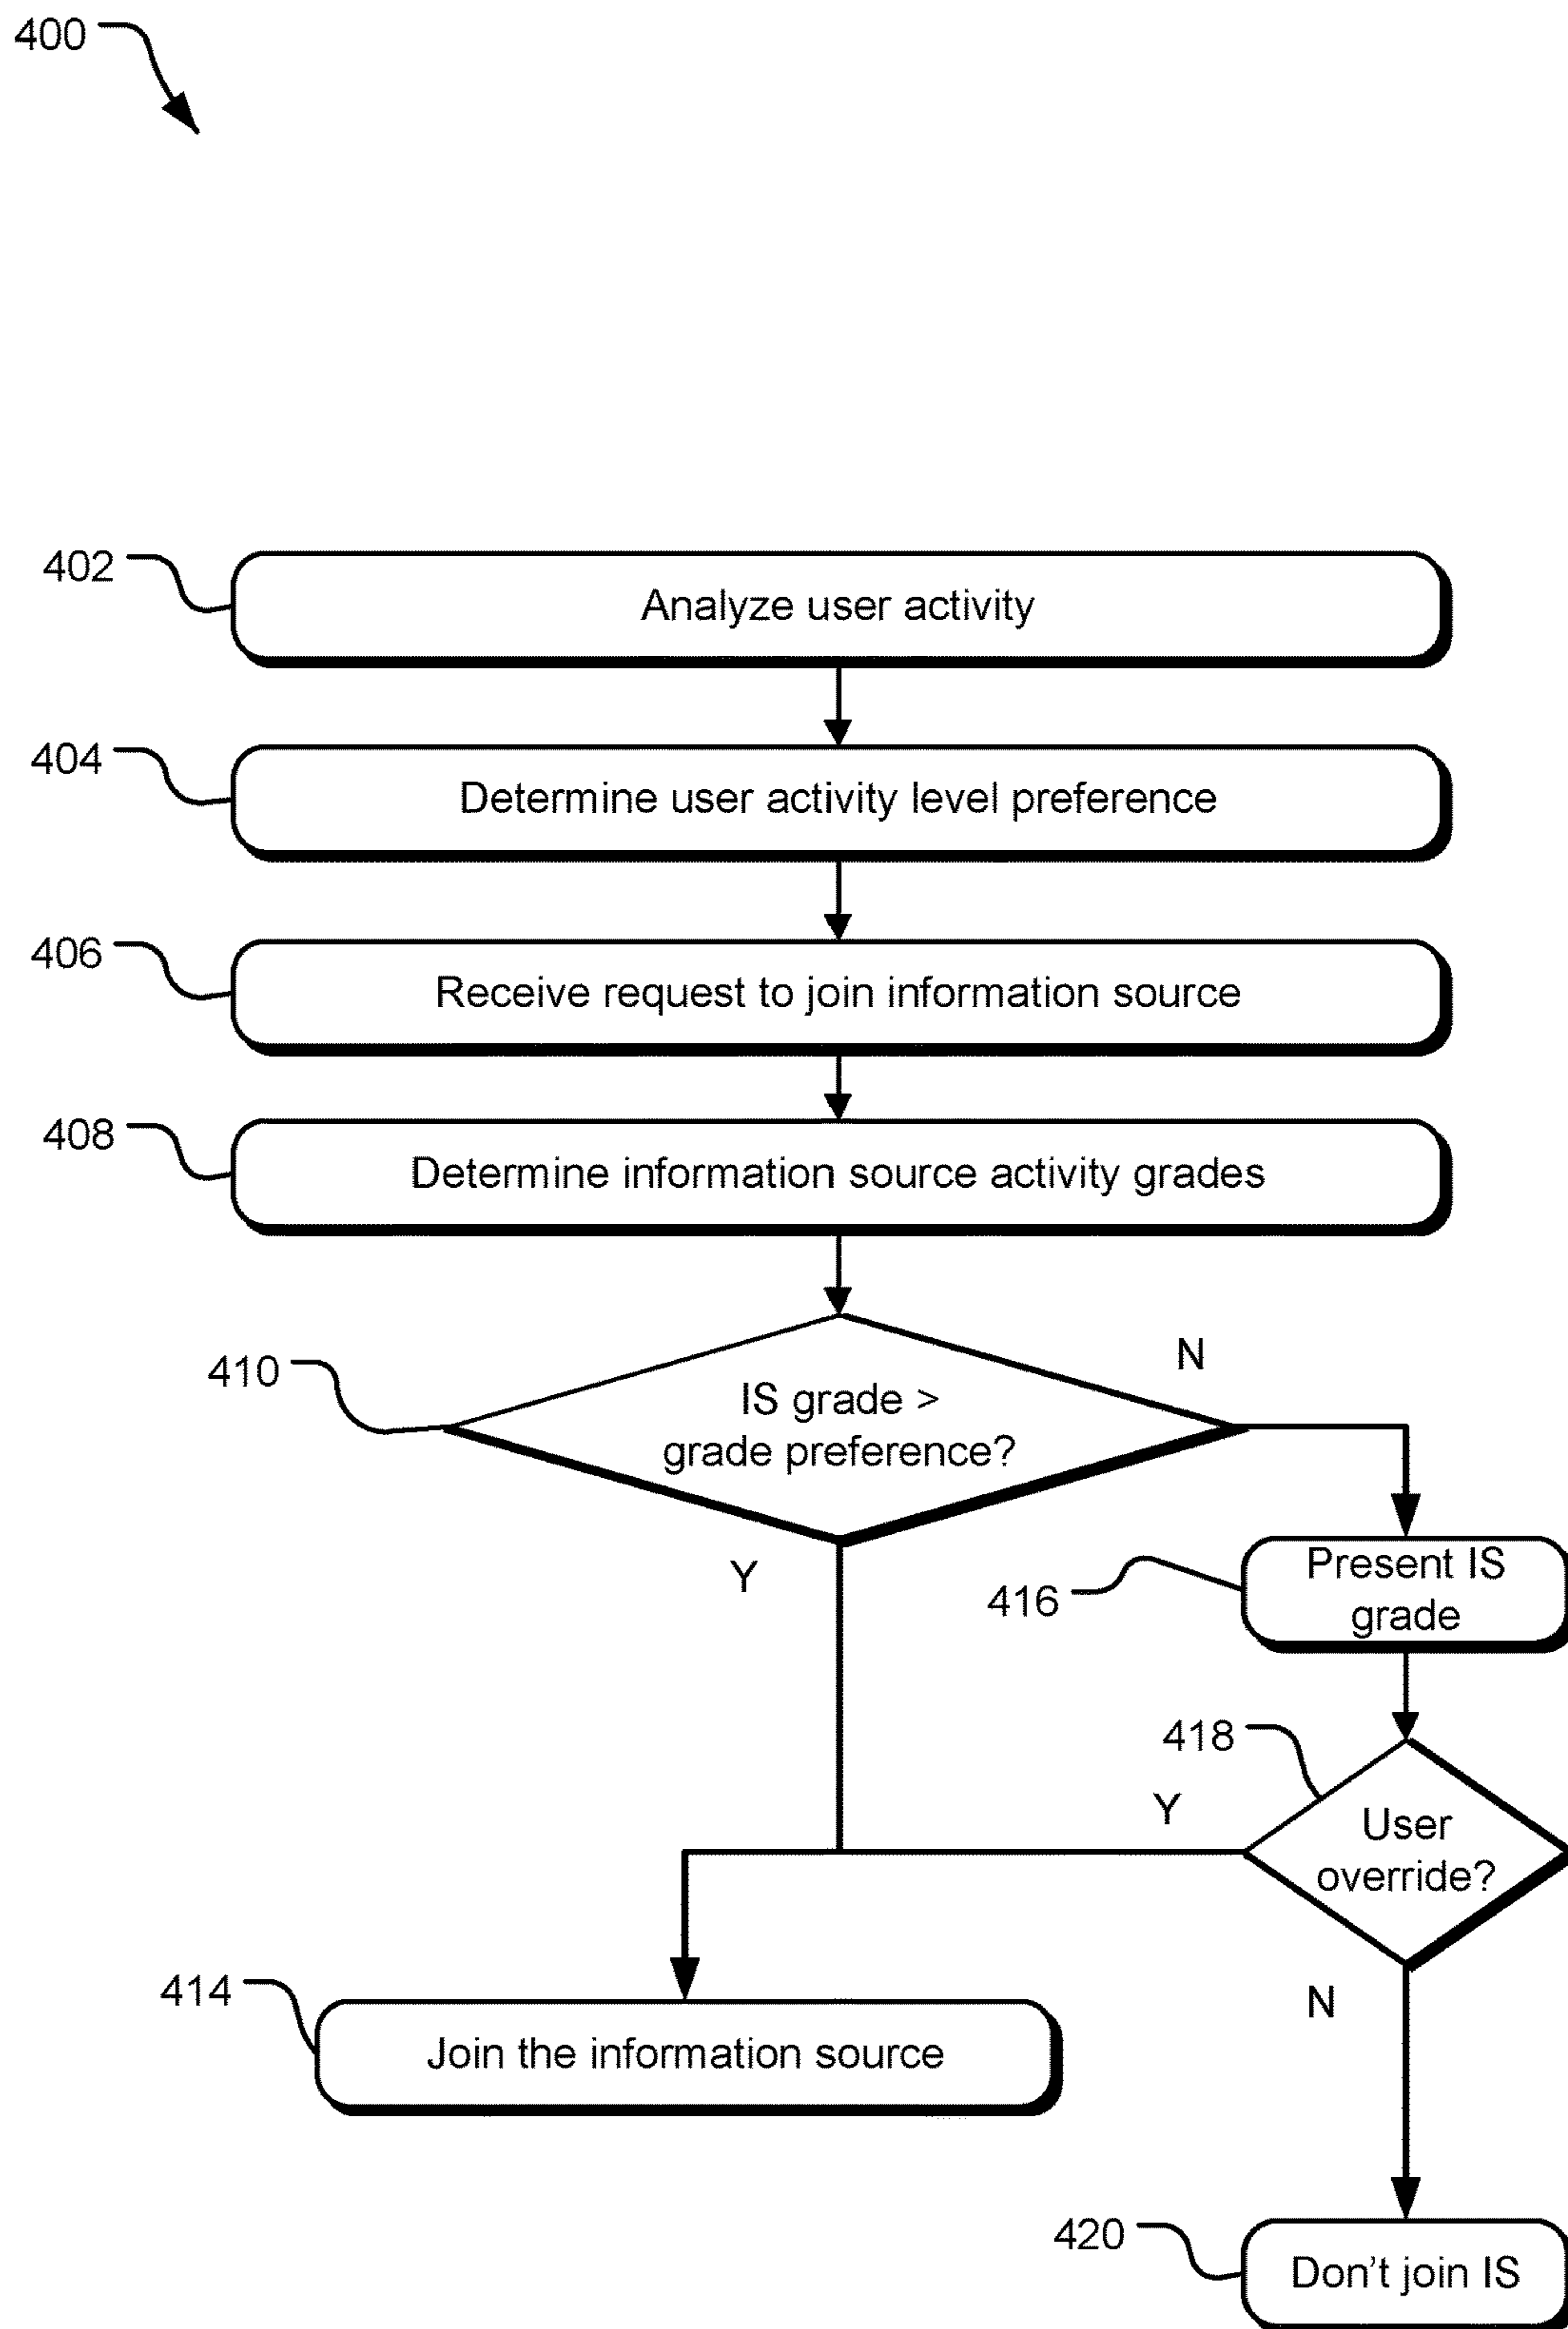 400
402
Analyze user activity
404
Determine user activity level preference
406
Receive request to join information source
408
Determine information source activity grades
410
IS grade >
grade preference?
N
Y
416
Present IS
grade
418
Y
User
override?
N
414
Join the information source
420
Don't join IS